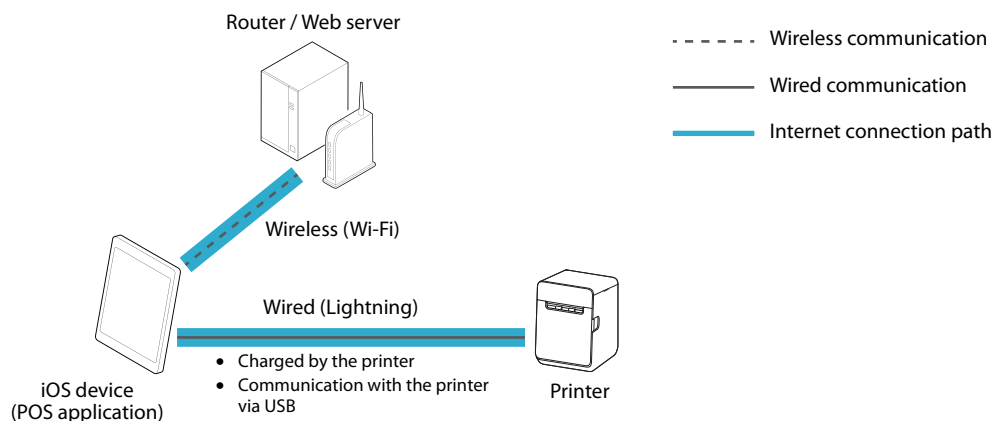 Router / Web server
Wireless communication
Wired communication
Internet connection path
Wireless (Wi-Fi)
Wired (Lightning)
• Charged by the printer
• Communication with the printer
via USB
iOS device
(POS application)
Printer